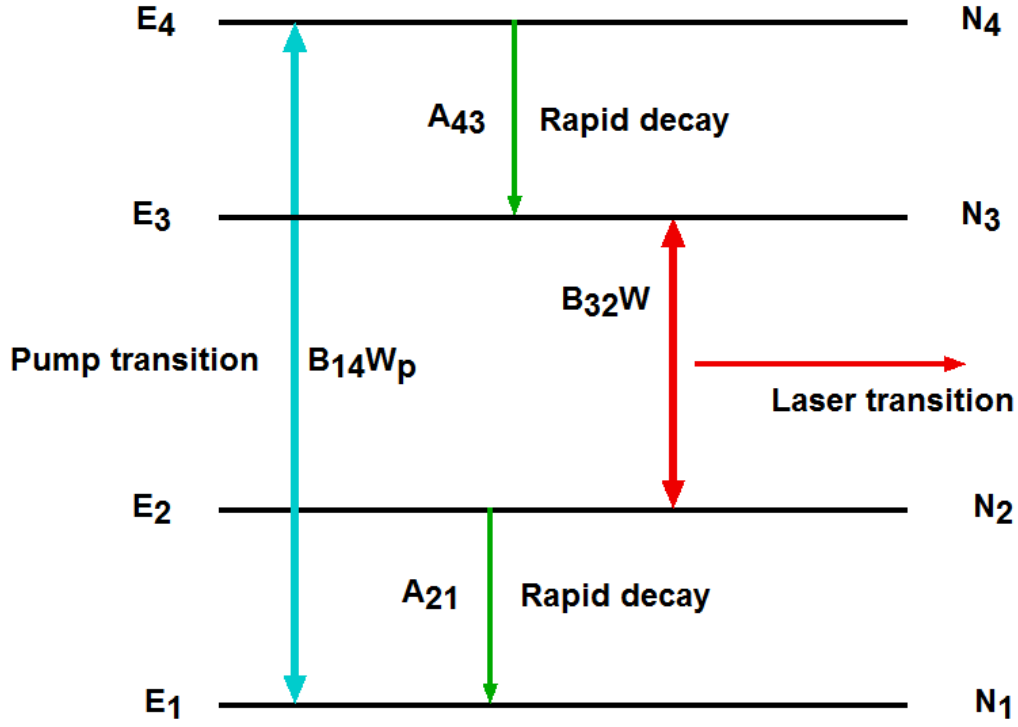 E4 N4
A43 Rapid decay
E3 N3
B32W
Pump transition B14Wp
Laser transition
E2 N2
A21 Rapid decay
E1 N1